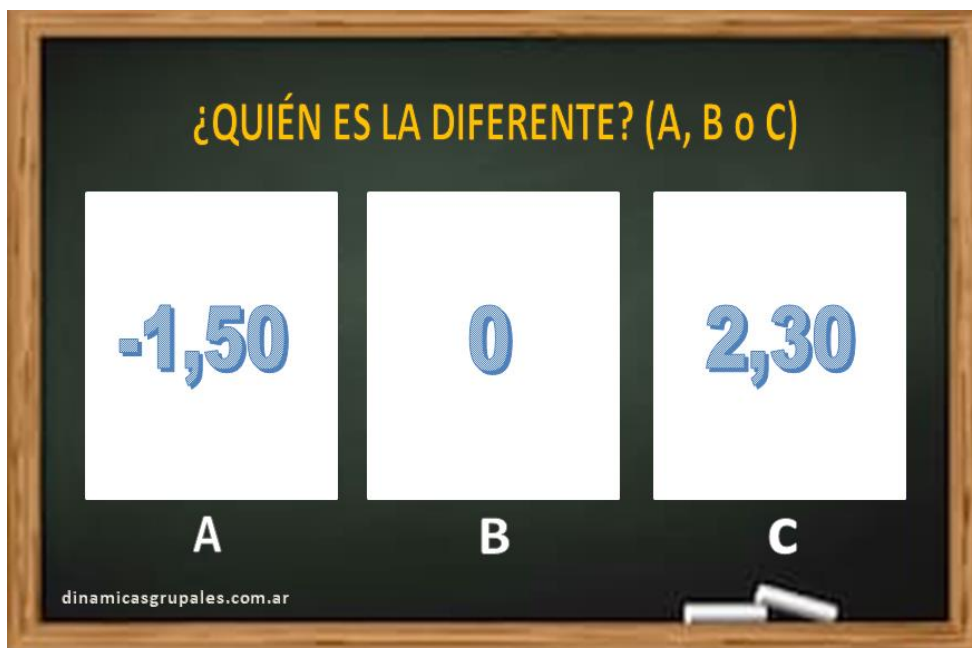 ¿QUIÉN ES LA DIFERENTE? (A, B o C)
-1,50 0 2,30
A B C
dinamicasgrupales.com.ar